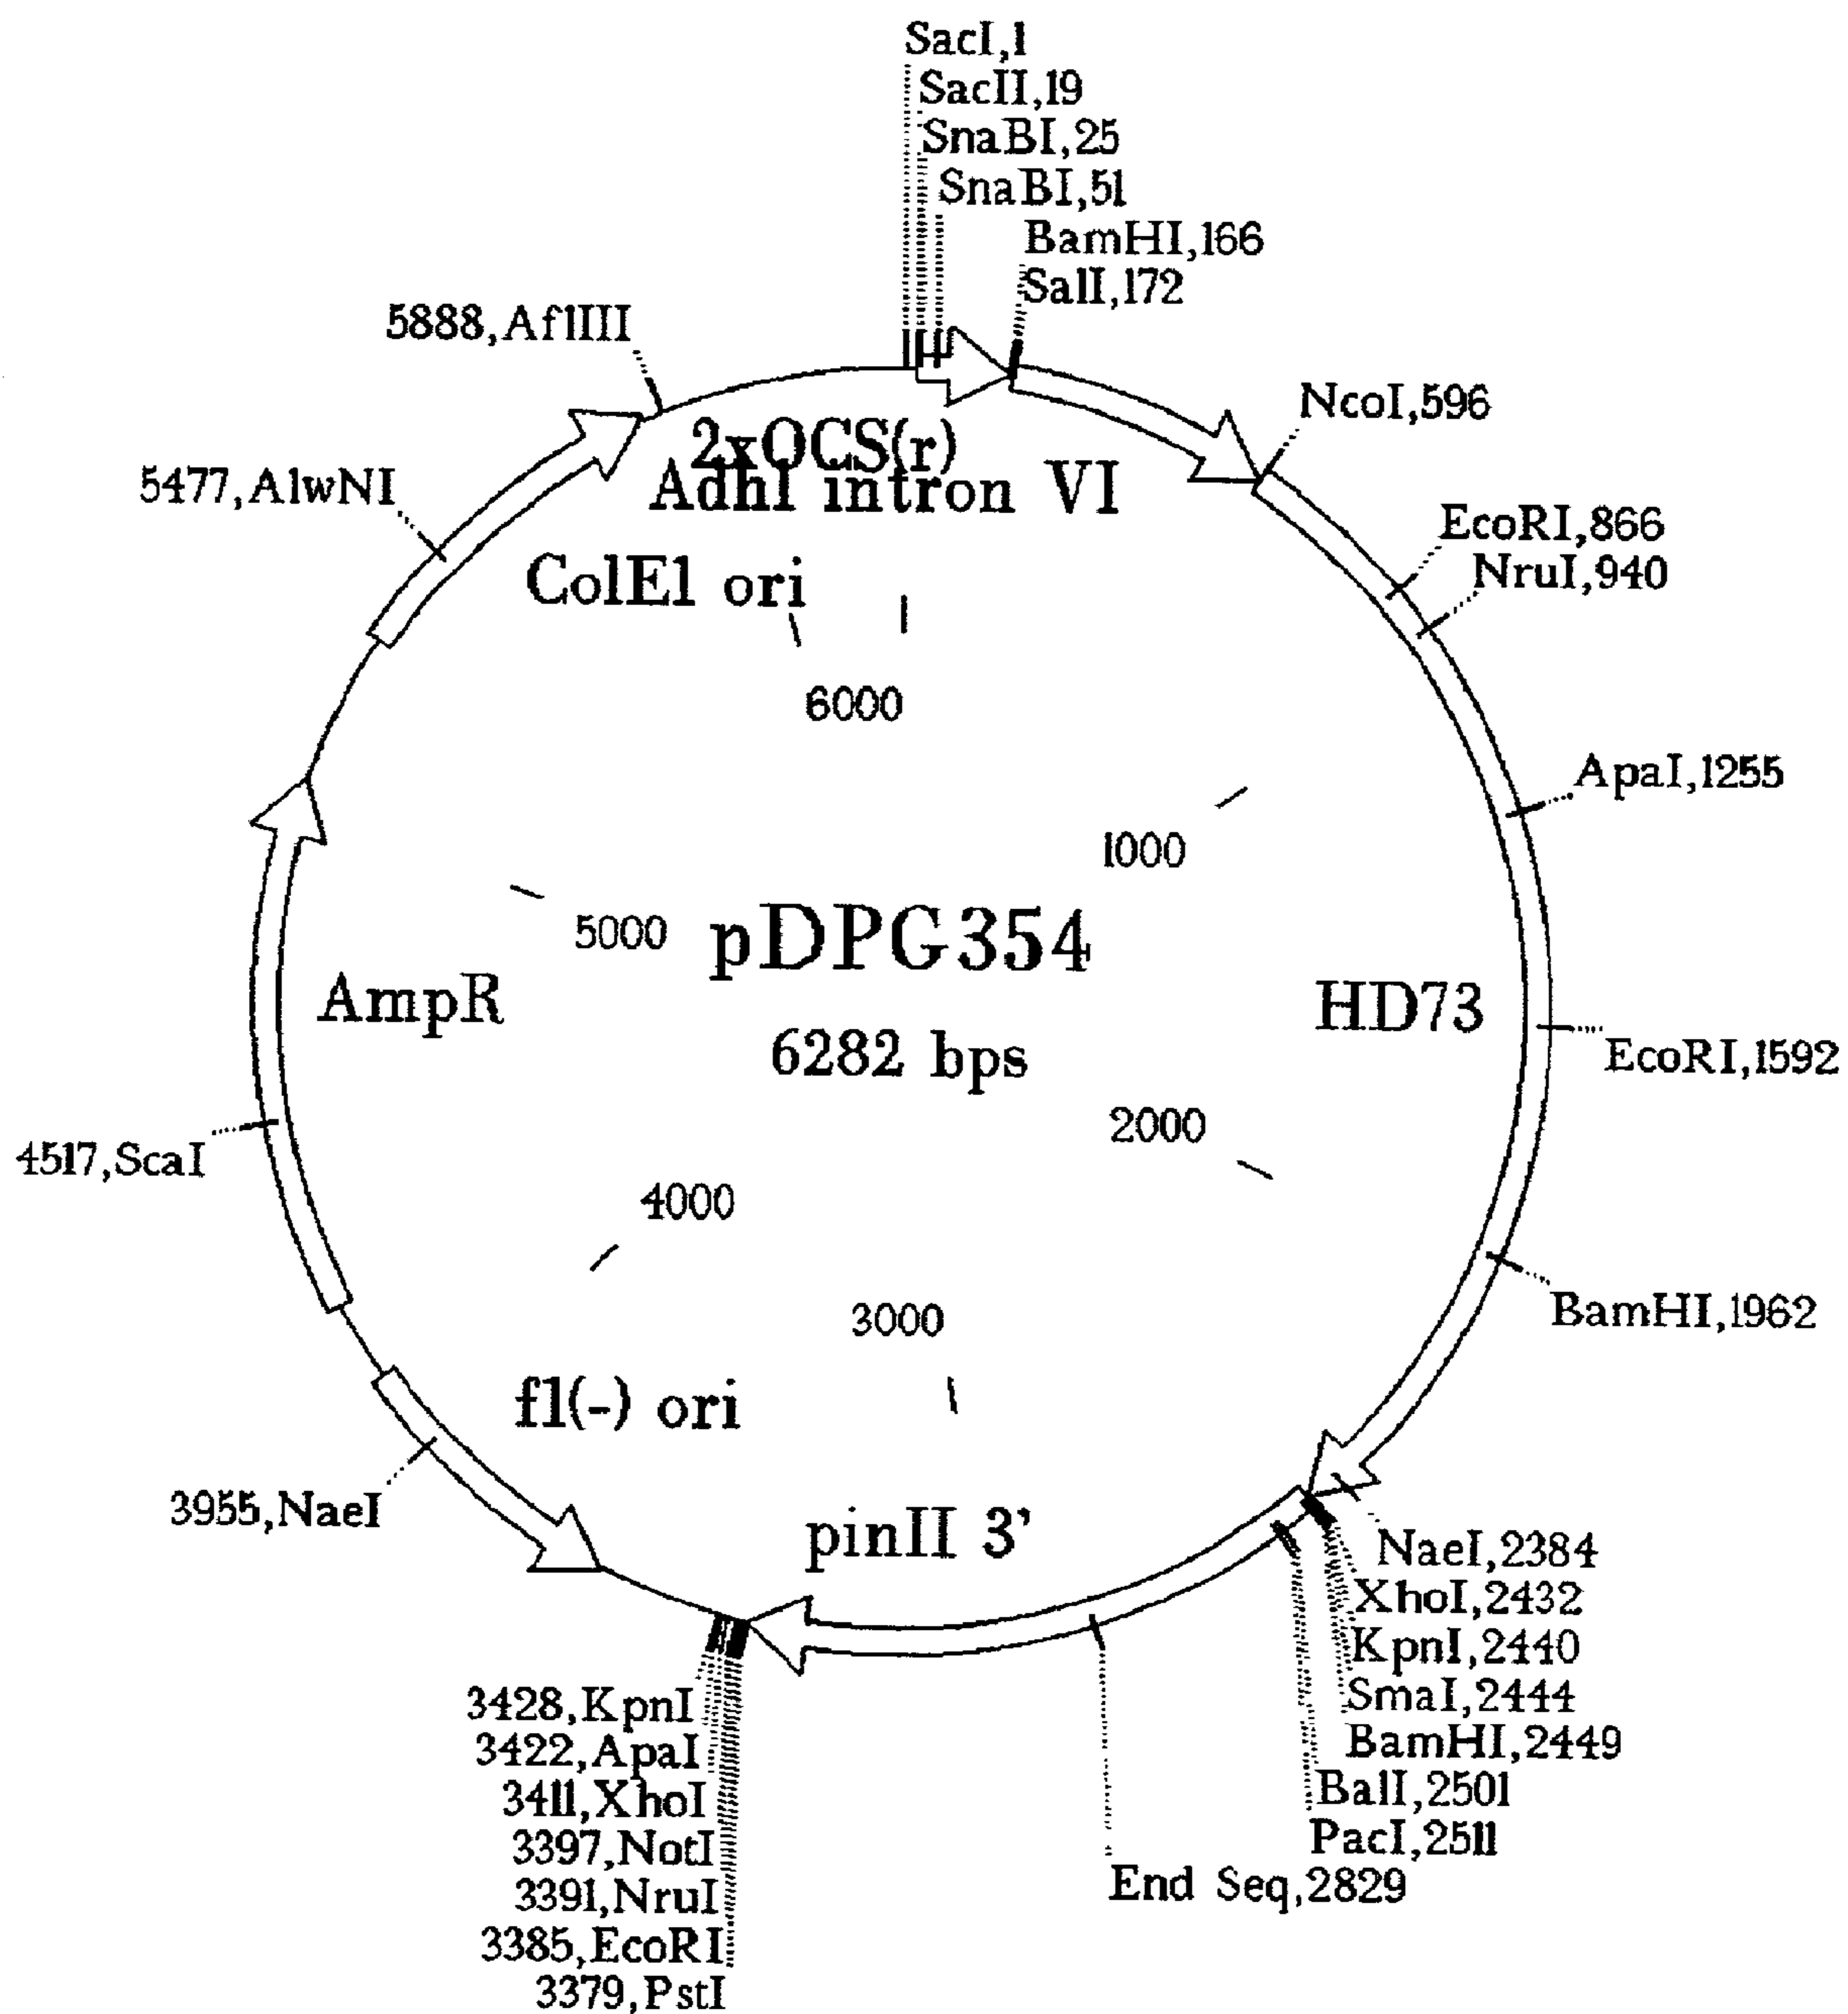 SacI,1
SacII,19
SnaBI,25
SnaBI,51
BamHI,166
SalI,172
5888,AflIII
NcoI,596
2xOCS(r)
AdhI intron VI
5477,AlwNI
EcoRI,866
NruI,940
ColE1 ori
6000
ApaI,1255
1000
5000
pDPG354
AmpR
HD73
6282 bps
EcoRI,1592
2000
4517,ScaI
4000
3000
BamHI,1962
f1(-) ori
3955,NaeI
pinII 3'
NaeI,2384
XhoI,2432
KpnI,2440
SmaI,2444
BamHI,2449
BalI,2501
PacI,2511
End Seq,2829
3428,KpnI
3422,ApaI
3411,XhoI
3397,NotI
3391,NruI
3385,EcoRI
3379,PstI